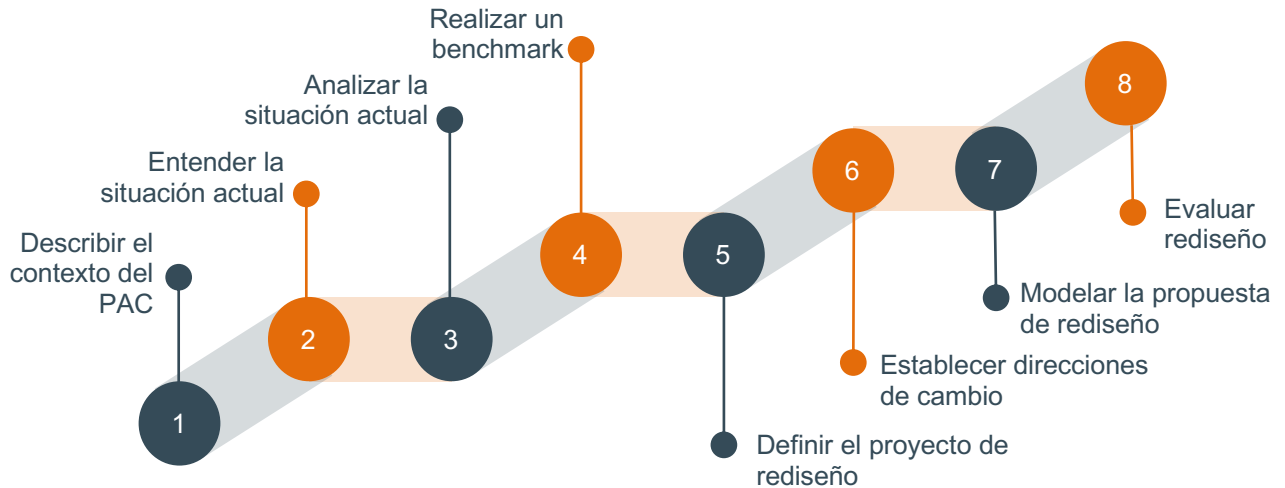 1
Describir el
contexto del
PAC
2
Entender la
situación actual
3
Analizar la
situación actual
4
Realizar un
benchmark
5
Definir el proyecto de
rediseño
6
Establecer direcciones
de cambio
7
Modelar la propuesta
de rediseño
8
Evaluar
rediseño